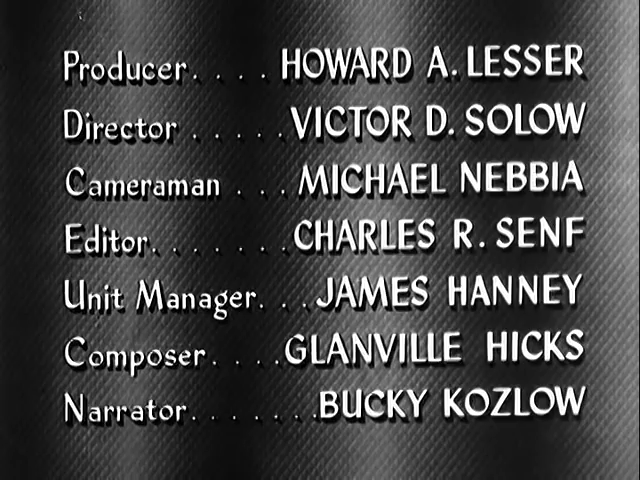 Producer. . . . HOWARD A. LESSER
Director . . . . . VICTOR D. SOLOW
Cameraman . . . MICHAEL NEBBIA
Editor. . . . . . . CHARLES R. SENF
Unit Manager. . . JAMES HANNEY
Composer. . . . GLANVILLE HICKS
Narrator. . . . . . . BUCKY KOZLOW